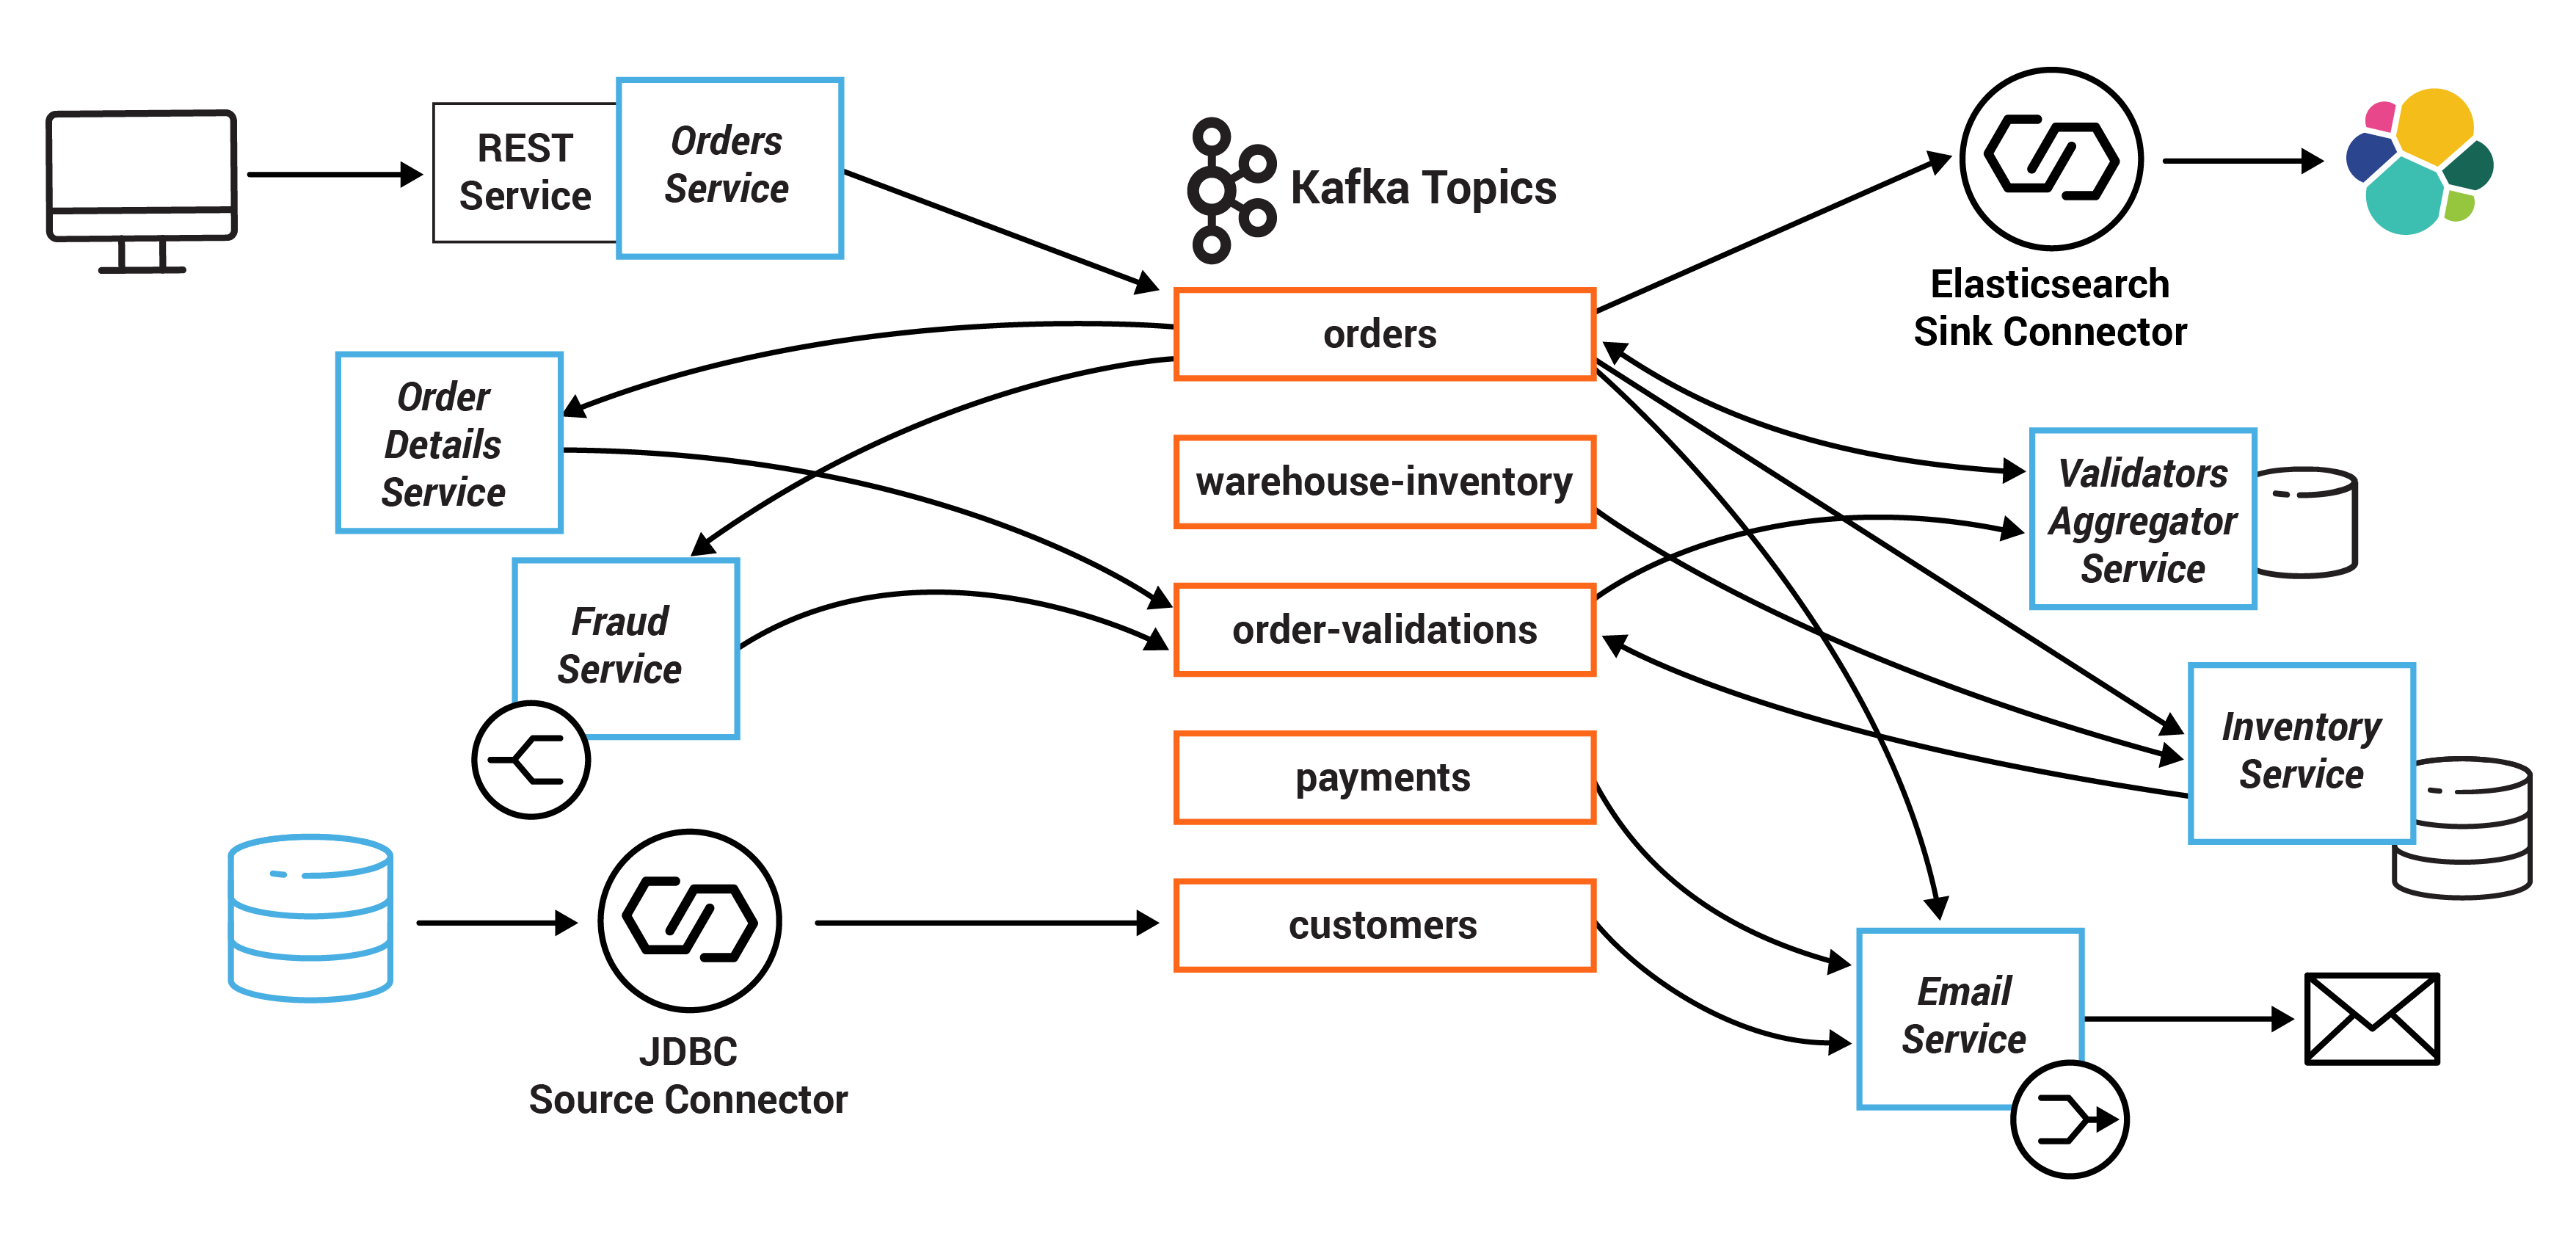 REST
Service
Orders
Service
Kafka Topics
Elasticsearch
Sink Connector
orders
Order
Details
Service
warehouse-inventory
Validators
Aggregator
Service
Fraud
Service
order-validations
Inventory
Service
payments
customers
Email
Service
JDBC
Source Connector